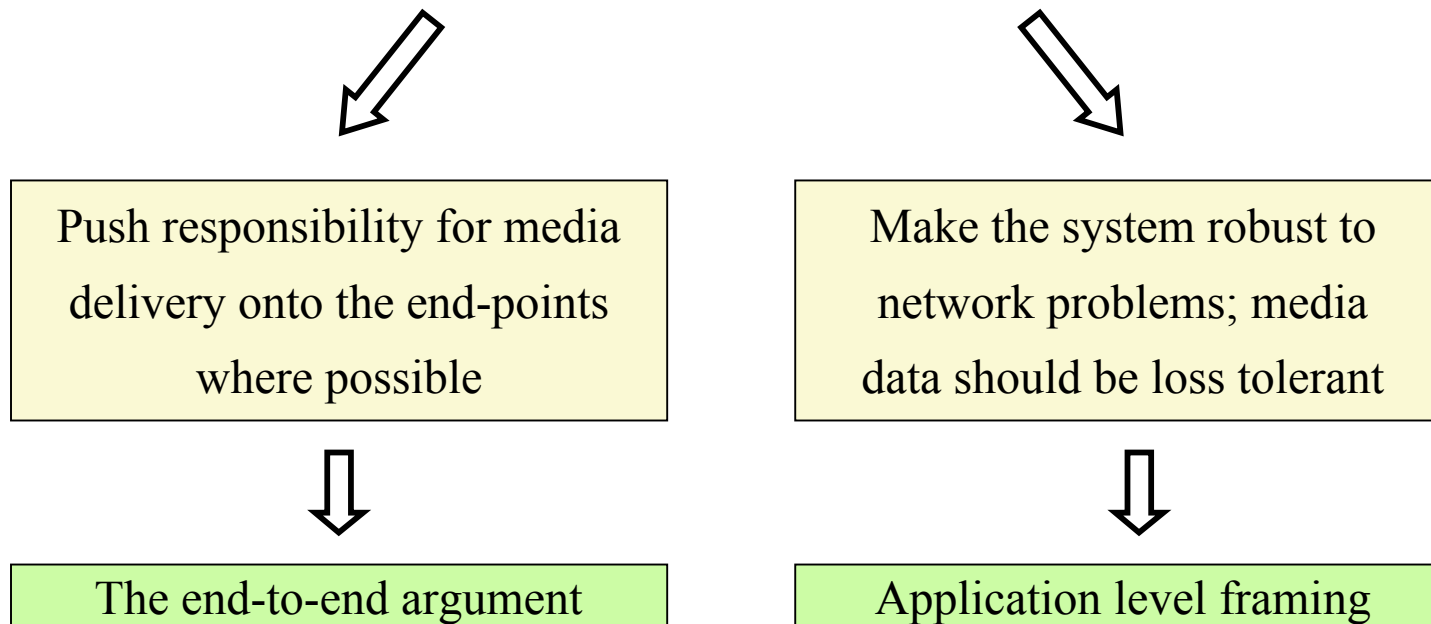 Push responsibility for media
delivery onto the end-points
where possible
Make the system robust to
network problems; media
data should be loss tolerant
The end-to-end argument
Application level framing